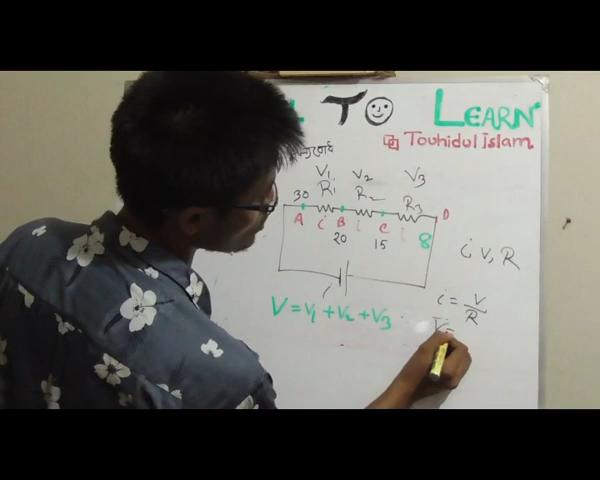 TO LEARN
Touhidul Islam
V₁ V₂ V₃
R₁ R₂ R₃
30
A i B i C i D
20 15 8
i, V, R
i
i = V/R
V = V₁ + V₂ + V₃
V=